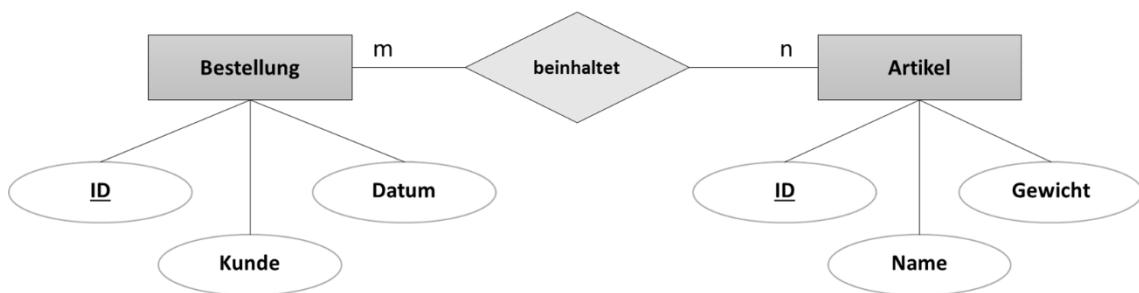 Bestellung
m
beinhaltet
n
Artikel
ID
Datum
Kunde
ID
Gewicht
Name